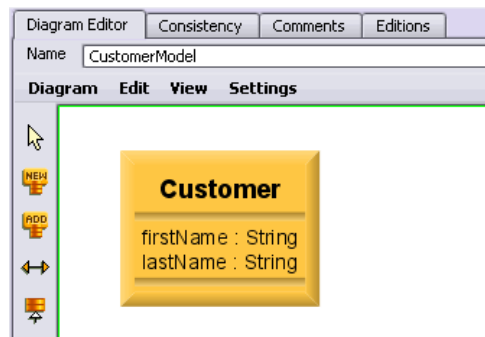 Diagram Editor Consistency Comments Editions
Name CustomerModel
Diagram Edit View Settings
NEW
ADD
Customer
firstName : String
lastName : String